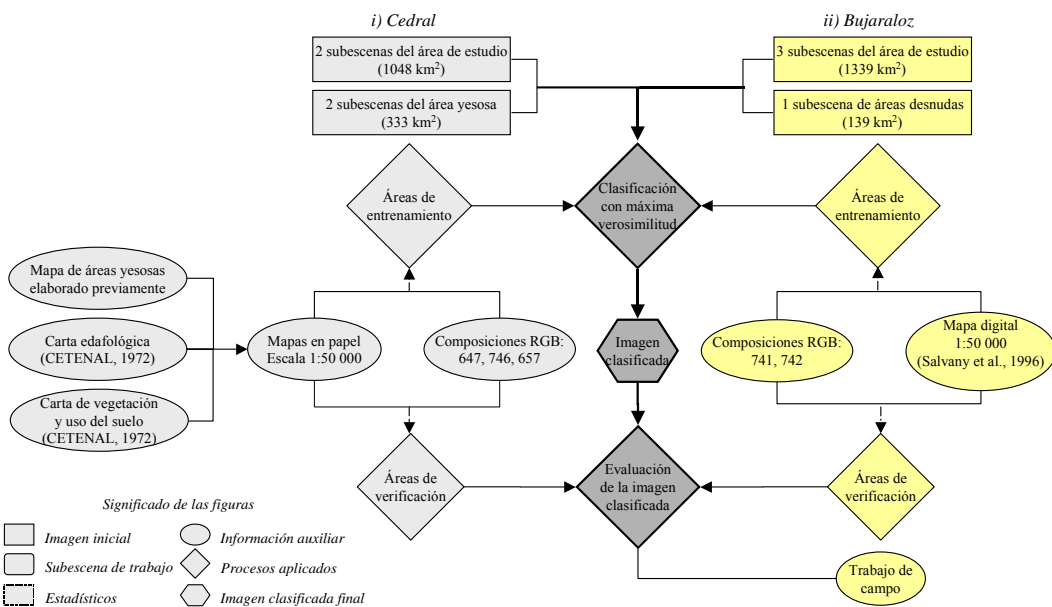 i) Cedral
ii) Bujaraloz
2 subescenas del área de estudio
(1048 km²)
3 subescenas del área de estudio
(1339 km²)
2 subescenas del área yesosa
(333 km²)
1 subescena de áreas desnudas
(139 km²)
Áreas de
entrenamiento
Clasificación
con máxima
verosimilitud
Áreas de
entrenamiento
Mapa de áreas yesosas
elaborado previamente
Carta edafológica
(CETENAL, 1972)
Carta de vegetación
y uso del suelo
(CETENAL, 1972)
Mapas en papel
Escala 1:50 000
Composiciones RGB:
647, 746, 657
Imagen
clasificada
Composiciones RGB:
741, 742
Mapa digital
1:50 000
(Salvany et al., 1996)
Áreas de
verificación
Evaluación
de la imagen
clasificada
Áreas de
verificación
Trabajo de
campo
Significado de las figuras
Imagen inicial
Información auxiliar
Subescena de trabajo
Procesos aplicados
Estadísticos
Imagen clasificada final